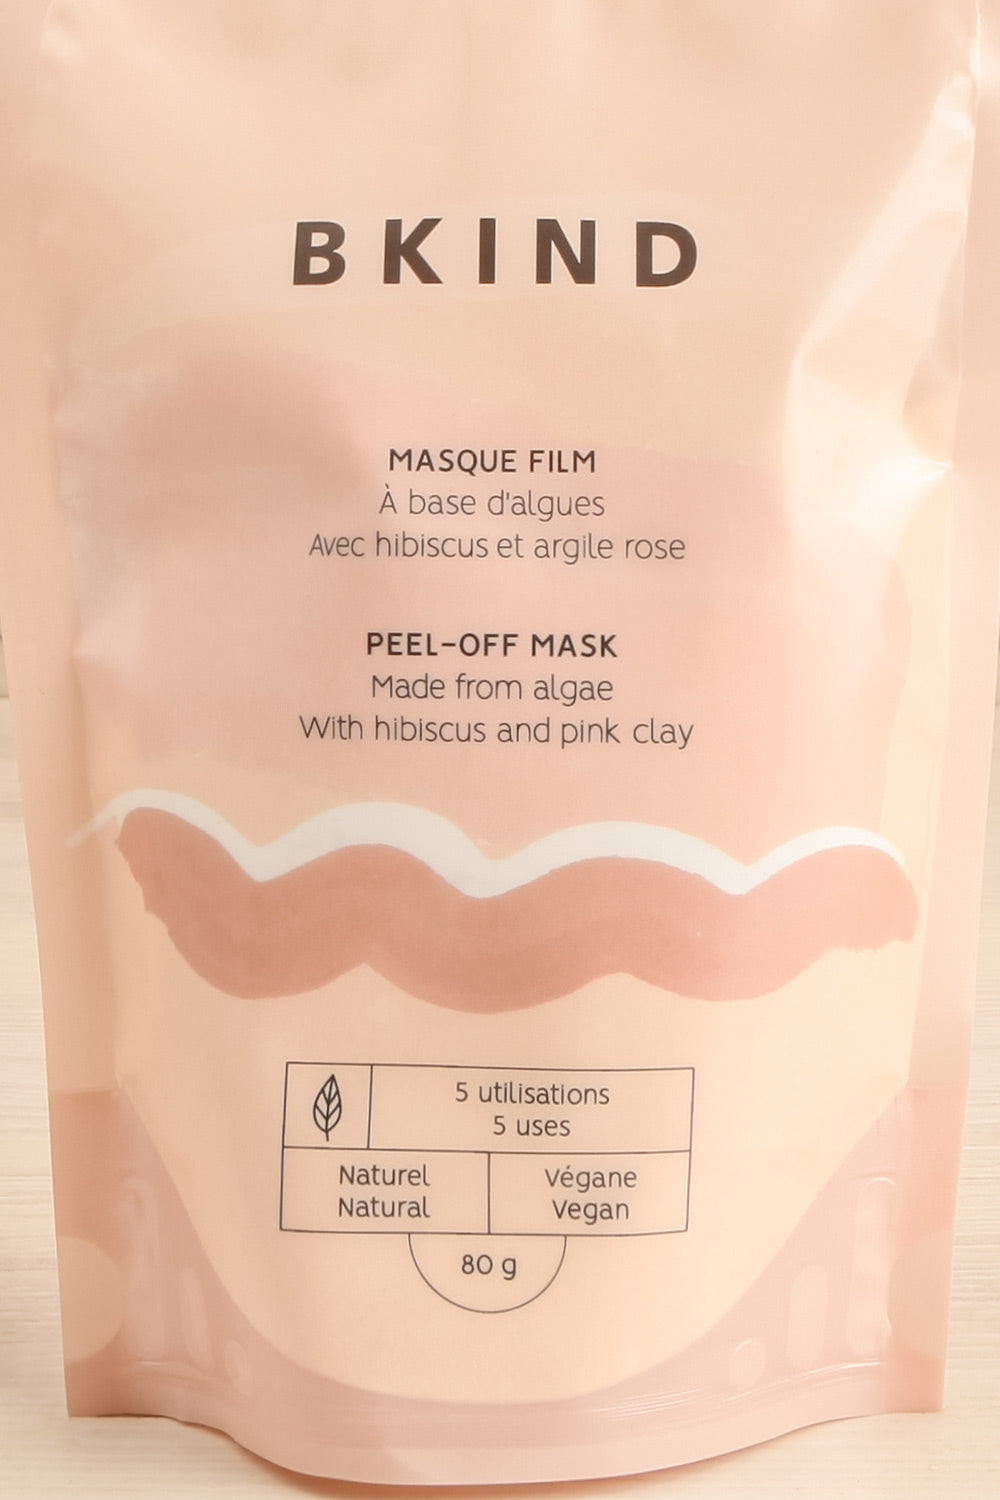 BKIND
MASQUE FILM
À base d'algues
Avec hibiscus et argile rose
PEEL-OFF MASK
Made from algae
With hibiscus and pink clay
5 utilisations
5 uses
Naturel
Natural
Végane
Vegan
80 g